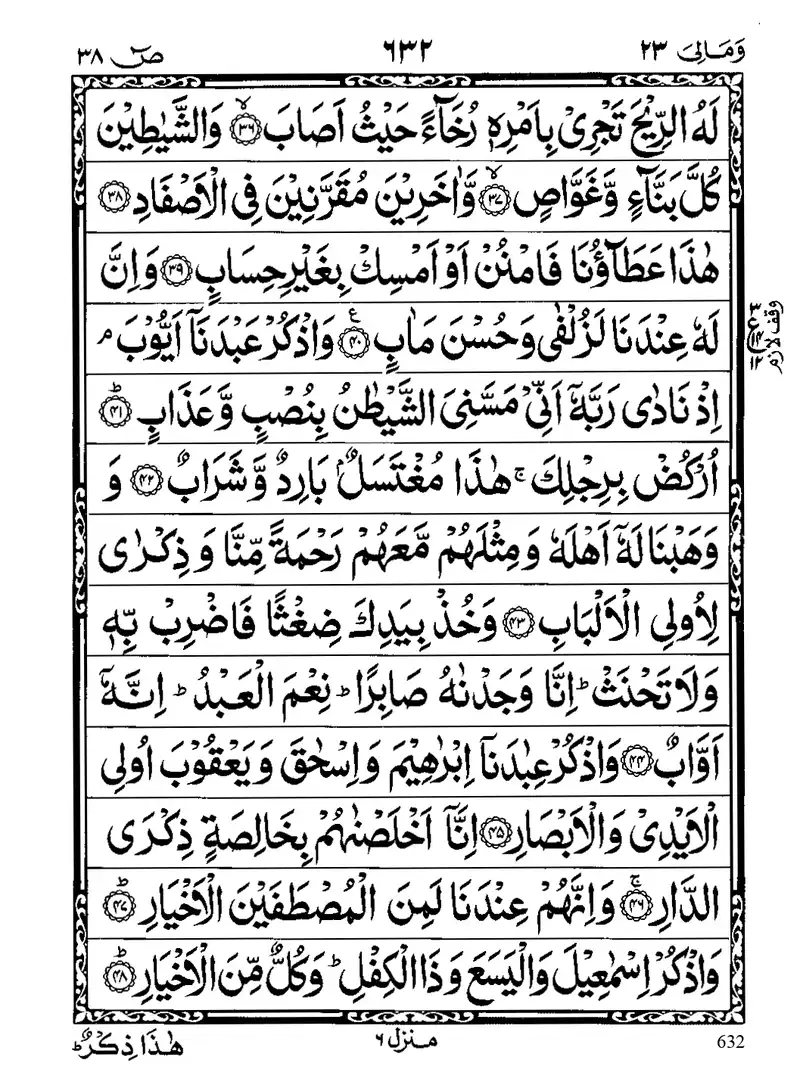 وَمَالِیَ ٢٣ ٦٣٢ صٓ ٣٨
لَهُ الرِّيْحَ تَجْرِيْ بِاَمْرِهٖ رُخَآءً حَيْثُ اَصَابَ ﴿٣٦﴾ۙ وَالشَّيٰطِيْنَ
كُلَّ بَنَّآءٍ وَّغَوَّاصٍ ﴿٣٧﴾ۙ وَّاٰخَرِيْنَ مُقَرَّنِيْنَ فِي الْاَصْفَادِ ﴿٣٨﴾
هٰذَا عَطَآؤُنَا فَامْنُنْ اَوْ اَمْسِكْ بِغَيْرِ حِسَابٍ ﴿٣٩﴾ وَاِنَّ
لَهٗ عِنْدَنَا لَزُلْفٰى وَحُسْنَ مَاٰبٍ ﴿٤٠﴾ع وَاذْكُرْ عَبْدَنَآ اَيُّوْبَ ۘ
اِذْ نَادٰى رَبَّهٗٓ اَنِّيْ مَسَّنِيَ الشَّيْطٰنُ بِنُصْبٍ وَّعَذَابٍ ﴿٤١﴾ؕ
اُرْكُضْ بِرِجْلِكَ ۚ هٰذَا مُغْتَسَلٌۢ بَارِدٌ وَّشَرَابٌ ﴿٤٢﴾ وَ
وَهَبْنَا لَهٗٓ اَهْلَهٗ وَمِثْلَهُمْ مَّعَهُمْ رَحْمَةً مِّنَّا وَذِكْرٰى
لِاُولِي الْاَلْبَابِ ﴿٤٣﴾ وَخُذْ بِيَدِكَ ضِغْثًا فَاضْرِبْ بِّهٖ
وَلَا تَحْنَثْ ؕ اِنَّا وَجَدْنٰهُ صَابِرًا ؕ نِعْمَ الْعَبْدُ ؕ اِنَّهٗٓ
اَوَّابٌ ﴿٤٤﴾ وَاذْكُرْ عِبٰدَنَآ اِبْرٰهِيْمَ وَاِسْحٰقَ وَيَعْقُوْبَ اُولِي
الْاَيْدِيْ وَالْاَبْصَارِ ﴿٤٥﴾ اِنَّآ اَخْلَصْنٰهُمْ بِخَالِصَةٍ ذِكْرَى
الدَّارِ ﴿٤٦﴾ۚ وَاِنَّهُمْ عِنْدَنَا لَمِنَ الْمُصْطَفَيْنَ الْاَخْيَارِ ﴿٤٧﴾ؕ
وَاذْكُرْ اِسْمٰعِيْلَ وَالْيَسَعَ وَذَا الْكِفْلِ ؕ وَكُلٌّ مِّنَ الْاَخْيَارِ ﴿٤٨﴾ؕ
٣
ع
١٤
١٢
وقف لازم
632 منزل ٦ هٰذَا ذِكْرٌ ؕ